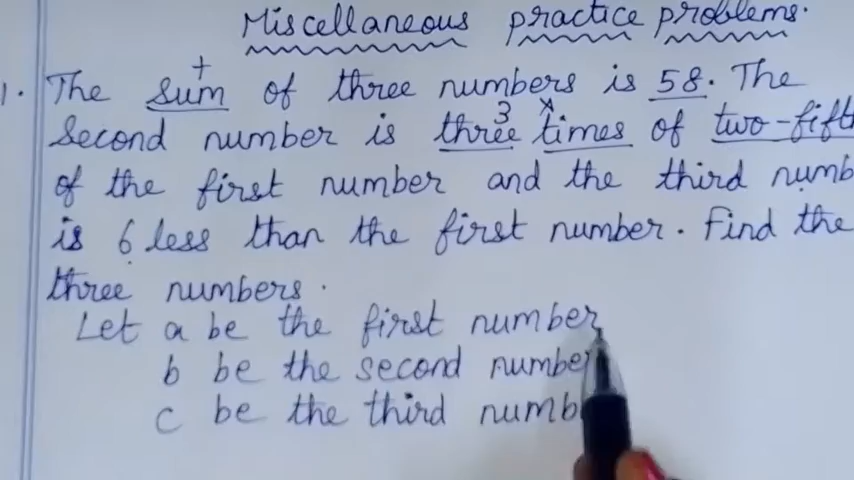 Miscellaneous practice problems.
+
1. The sum of three numbers is 58. The
3 x
Second number is three times of two-fift
of the first number and the third numb
is 6 less than the first number. Find the
three numbers.
Let a be the first number
b be the second number
c be the third numb